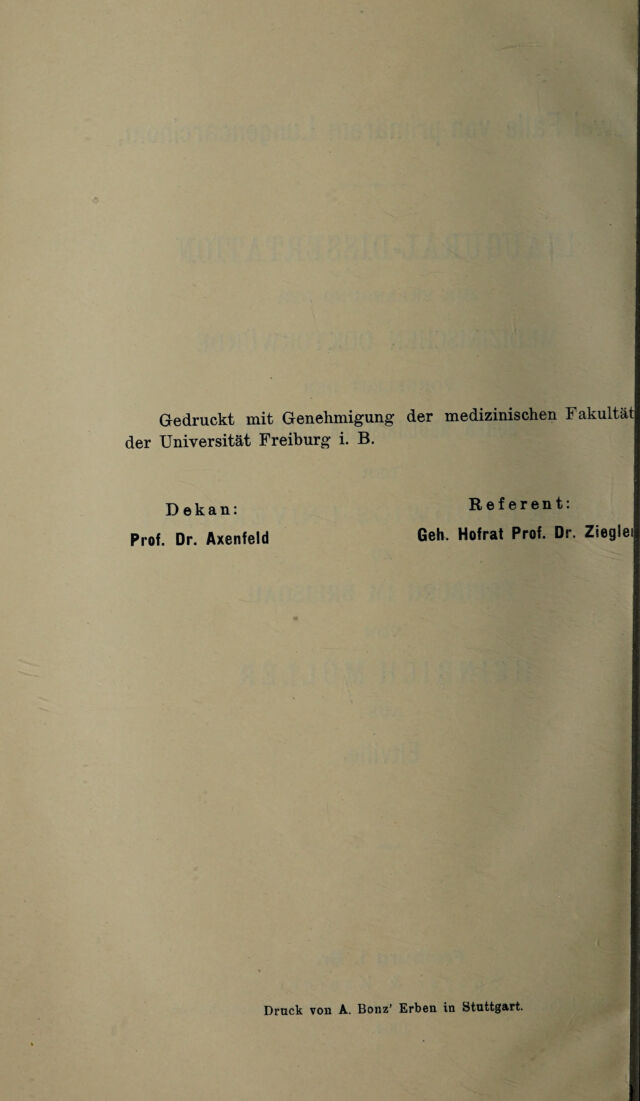 Gedruckt mit Genehmigung der medizinischen Fakultät
der Universität Freiburg i. B.
Dekan:
Prof. Dr. Axenfeld
Referent:
Geh. Hofrat Prof. Dr. Ziegler
Druck von A. Bonz' Erben in Stuttgart.